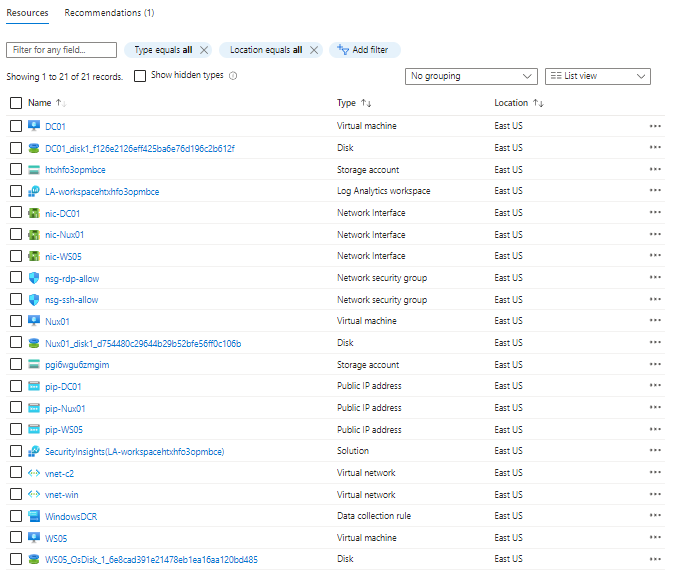 Resources Recommendations (1)
Filter for any field... Type equals all Location equals all Add filter
Showing 1 to 21 of 21 records. Show hidden types No grouping List view
Name Type Location
DC01 Virtual machine East US
DC01_disk1_f126e2126eff425ba6e76d196c2b612f Disk East US
htxhfo3opmbce Storage account East US
LA-workspacehtxhfo3opmbce Log Analytics workspace East US
nic-DC01 Network Interface East US
nic-Nux01 Network Interface East US
nic-WS05 Network Interface East US
nsg-rdp-allow Network security group East US
nsg-ssh-allow Network security group East US
Nux01 Virtual machine East US
Nux01_disk1_d754480c29644b29b52bfe56ff0c106b Disk East US
pgi6wgu6zmgim Storage account East US
pip-DC01 Public IP address East US
pip-Nux01 Public IP address East US
pip-WS05 Public IP address East US
SecurityInsights(LA-workspacehtxhfo3opmbce) Solution East US
vnet-c2 Virtual network East US
vnet-win Virtual network East US
WindowsDCR Data collection rule East US
WS05 Virtual machine East US
WS05_OsDisk_1_6e8cad391e21478eb1ea16aa120bd485 Disk East US